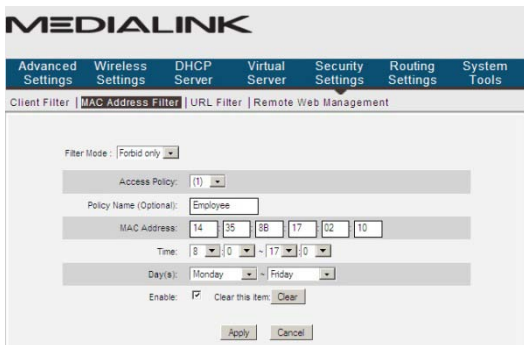 MEDIALINK
Advanced Settings Wireless Settings DHCP Server Virtual Server Security Settings Routing Settings System Tools
Client Filter | MAC Address Filter | URL Filter | Remote Web Management
Filter Mode : Forbid only
Access Policy: (1)
Policy Name (Optional): Employee
MAC Address: 14 : 35 : 8B : 17 : 02 : 10
Time: 8 : 0 ~ 17 : 0
Day(s): Monday ~ Friday
Enable: Clear this item: Clear
Apply Cancel